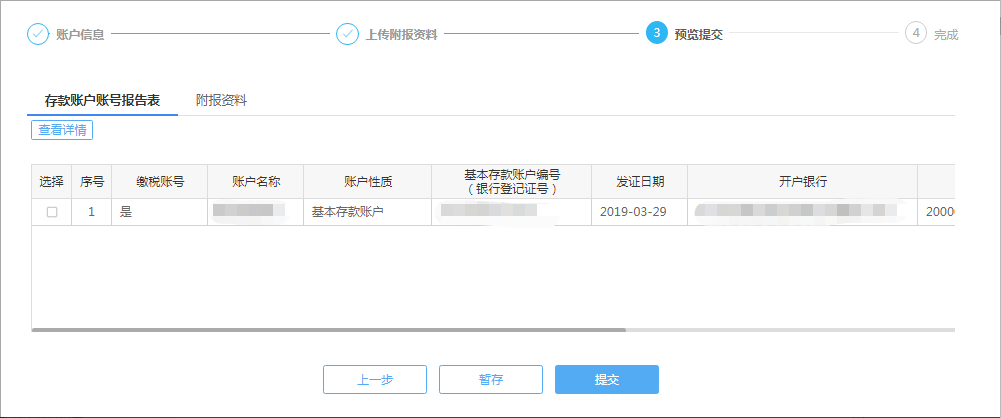 账户信息
上传附报资料
3 预览提交
4 完成
存款账户账号报告表 附报资料
查看详情
选择 序号 缴税账号 账户名称 账户性质 基本存款账户编号 发证日期 开户银行
（银行登记证号）
1 是 基本存款账户 2019-03-29 2000
上一步 暂存 提交